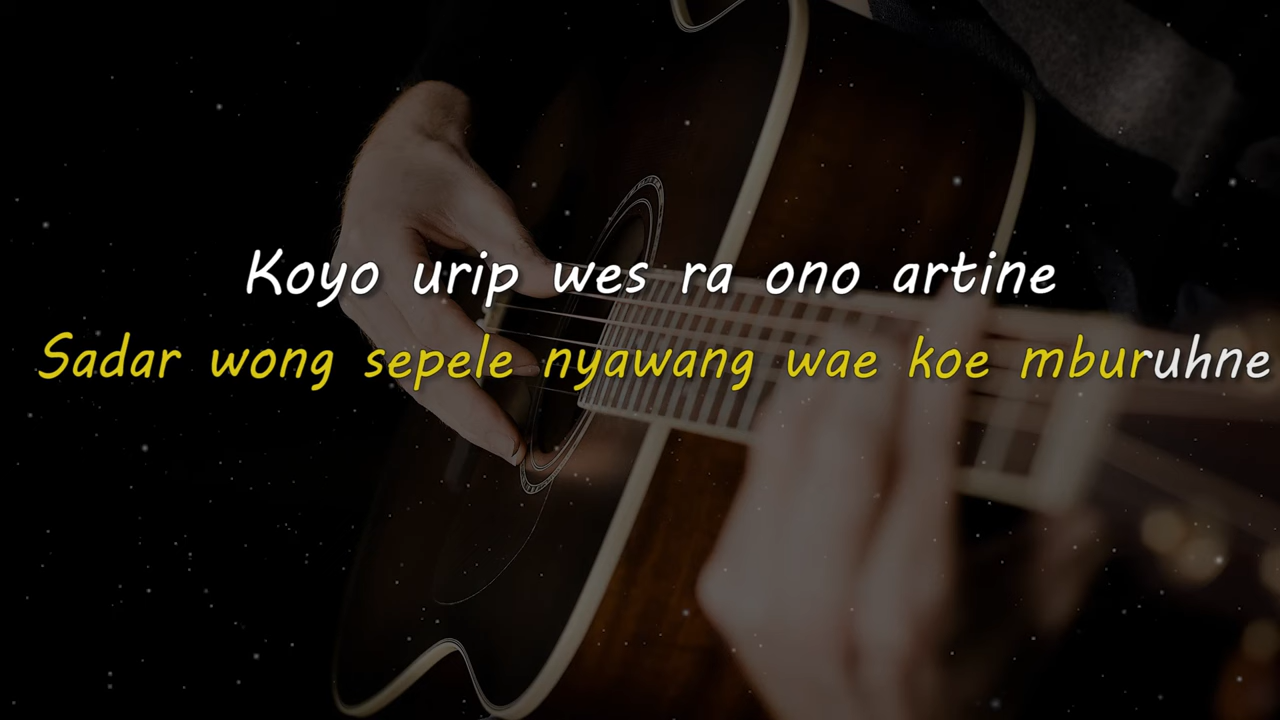 Koyo urip wes ra ono artine
Sadar wong sepele nyawang wae koe mburuhne